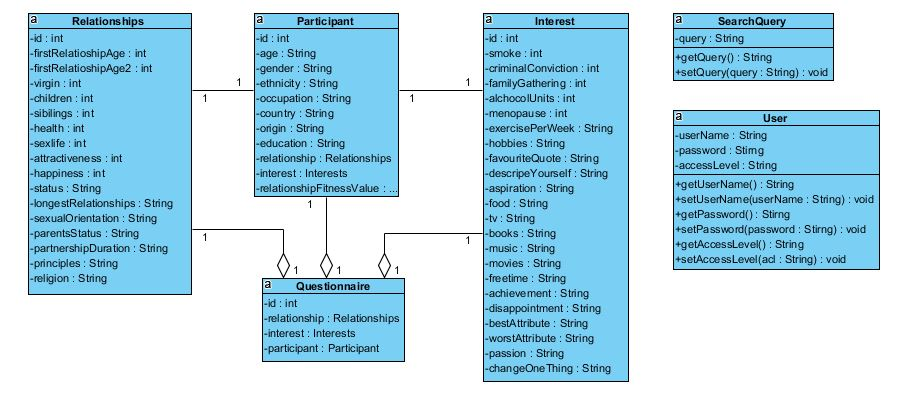 a
Relationships
-id : int
-firstRelatioshipAge : int
-firstRelatioshipAge2 : int
-virgin : int
-children : int
-sibilings : int
-health : int
-sexlife : int
-attractiveness : int
-happiness : int
-status : String
-longestRelationships : String
-sexualOrientation : String
-parentsStatus : String
-partnershipDuration : String
-principles : String
-religion : String
1
1
1
a
Participant
-id : int
-age : String
-gender : String
-ethnicity : String
-occupation : String
-country : String
-origin : String
-education : String
-relationship : Relationships
-interest : Interests
-relationshipFitnessValue : ...
1
1
1
1
1
1
1
a
Questionnaire
-id : int
-relationship : Relationships
-interest : Interests
-participant : Participant
a
Interest
-id : int
-smoke : int
-criminalConviction : int
-familyGathering : int
-alchocolUnits : int
-menopause : int
-exercisePerWeek : String
-hobbies : String
-favouriteQuote : String
-descripeYourself : String
-aspiration : String
-food : String
-tv : String
-books : String
-music : String
-movies : String
-freetime : String
-achievement : String
-disappointment : String
-bestAttribute : String
-worstAttribute : String
-passion : String
-changeOneThing : String
a
SearchQuery
-query : String
+getQuery() : String
+setQuery(query : String) : void
a
User
-userName : String
-password : Stirng
-accessLevel : String
+getUserName() : String
+setUserName(userName : String) : void
+getPassword() : Stirng
+setPassword(password : Stirng) : void
+getAccessLevel() : String
+setAccessLevel(acl : String) : void